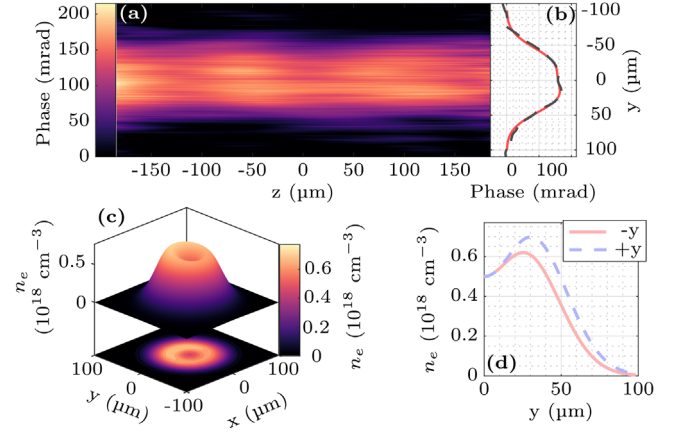 (a)
(b)
Phase (mrad)
200
150
100
50
0
-150
-100
-50
0
50
100
150
z (µm)
0
100
Phase (mrad)
-100
-50
0
50
100
y (µm)
(c)
n_e
(10^18 cm^−3)
0.5
0
100
0
-100
100
0
y (µm)
x (µm)
0.6
0.4
0.2
0
n_e (10^18 cm^−3)
-y
+y
0.6
0.4
0.2
0
n_e (10^18 cm^−3)
(d)
0
50
100
y (µm)